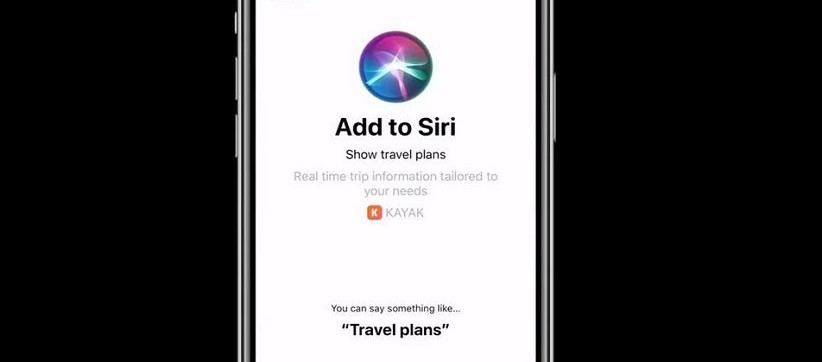 Add to Siri
Show travel plans
Real time trip information tailored to
your needs
K KAYAK
You can say something like...
“Travel plans”